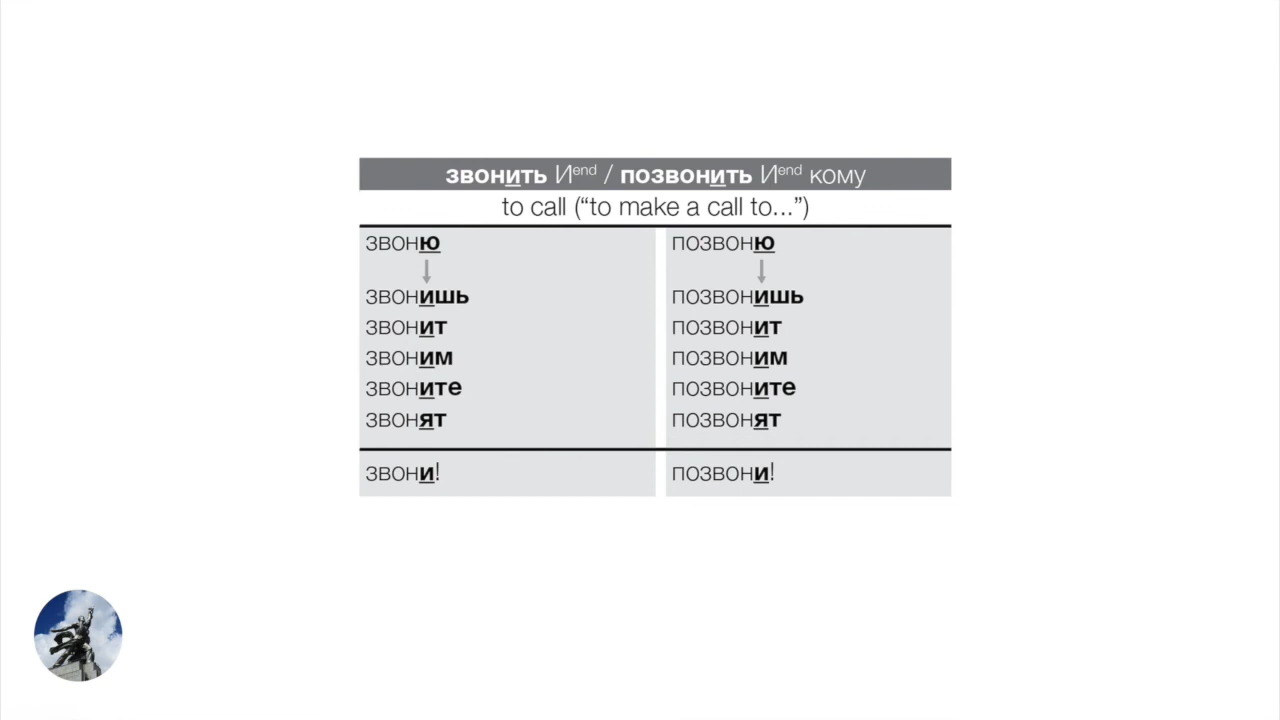 звонить Иend / позвонить Иend кому
to call (“to make a call to...”)
звоню позвоню
звонишь позвонишь
звонит позвонит
звоним позвоним
звоните позвоните
звонят позвонят
звони! позвони!